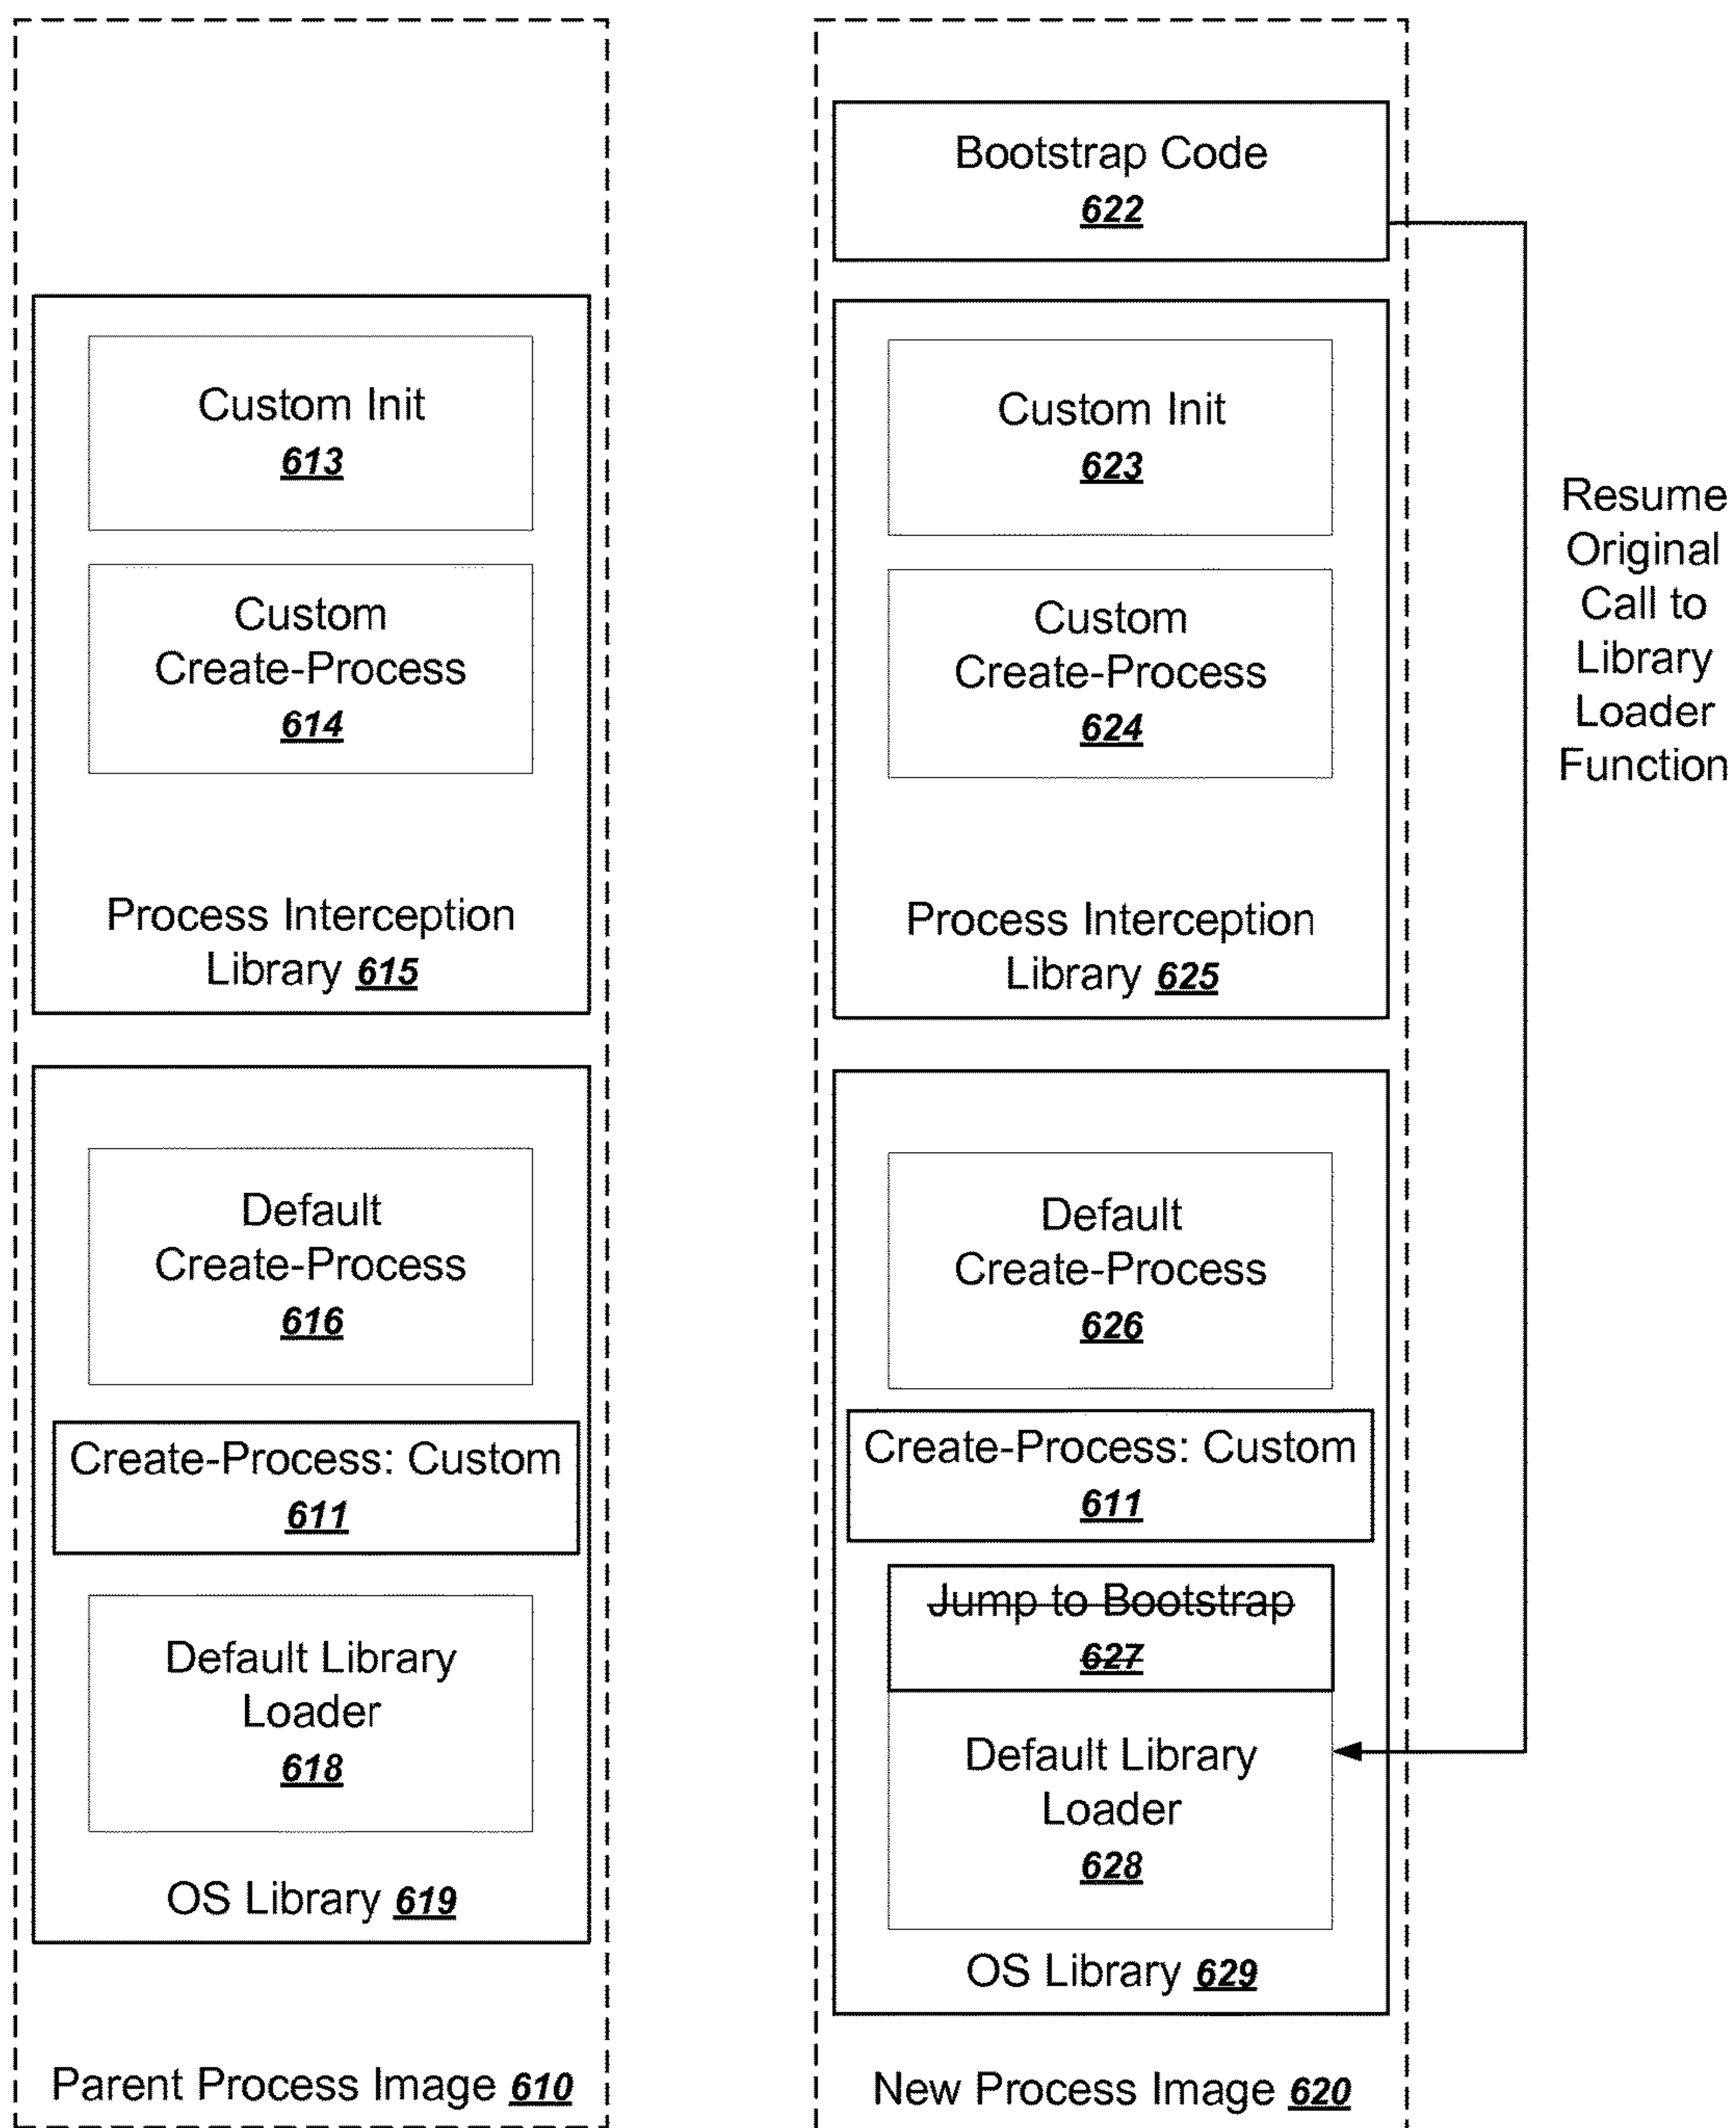 Custom Init
613
Custom
Create-Process
614
Process Interception
Library 615
Default
Create-Process
616
Create-Process: Custom
611
Default Library
Loader
618
OS Library 619
Parent Process Image 610
Bootstrap Code
622
Custom Init
623
Custom
Create-Process
624
Process Interception
Library 625
Default
Create-Process
626
Create-Process: Custom
611
Jump to Bootstrap
627
Default Library
Loader
628
OS Library 629
New Process Image 620
Resume
Original
Call to
Library
Loader
Function